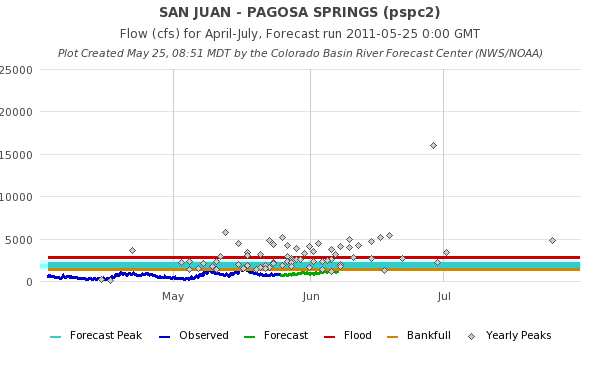 SAN JUAN - PAGOSA SPRINGS (pspc2)
Flow (cfs) for April-July, Forecast run 2011-05-25 0:00 GMT
Plot Created May 25, 08:51 MDT by the Colorado Basin River Forecast Center (NWS/NOAA)
25000
20000
15000
10000
5000
0
May Jun Jul
Forecast Peak Observed Forecast Flood Bankfull Yearly Peaks